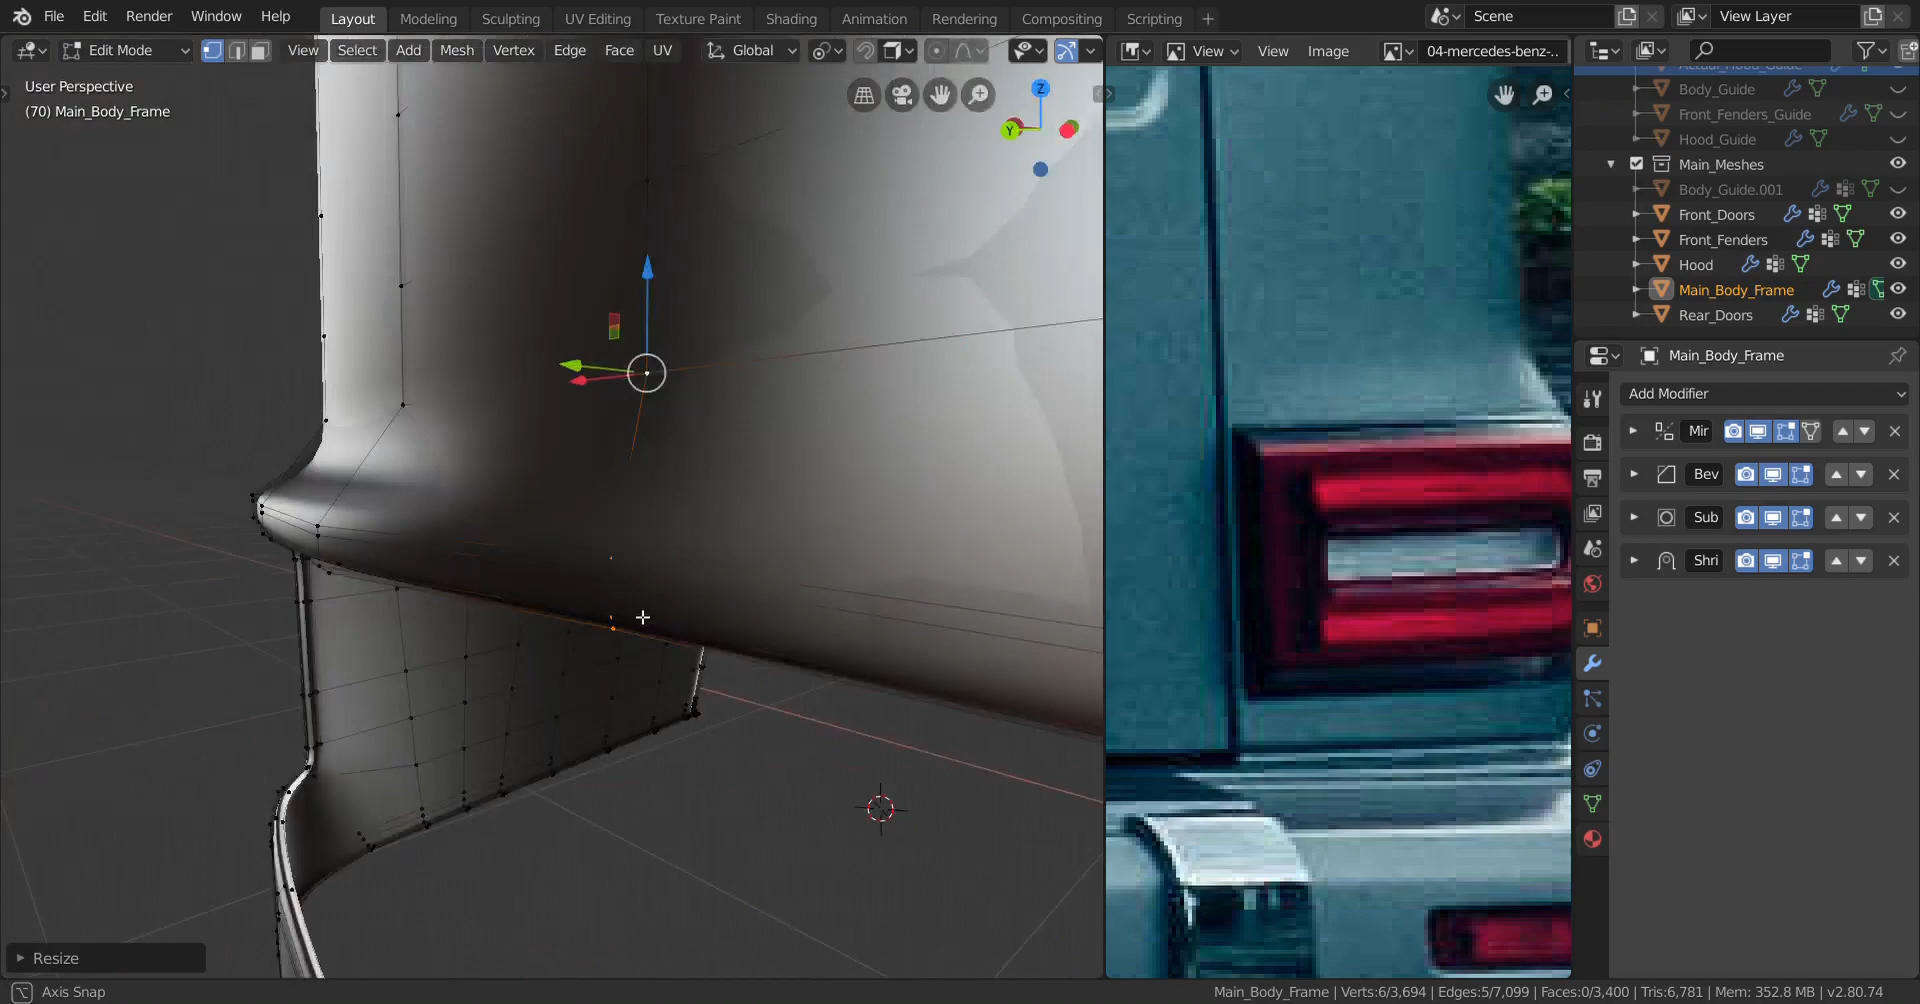 File Edit Render Window Help Layout Modeling Sculpting UV Editing Texture Paint Shading Animation Rendering Compositing Scripting + Scene View Layer
Edit Mode View Select Add Mesh Vertex Edge Face UV Global View View Image 04-mercedes-benz-..
User Perspective
(70) Main_Body_Frame
Z
Y
Actual_Hood_Guide
Body_Guide
Front_Fenders_Guide
Hood_Guide
Main_Meshes
Body_Guide.001
Front_Doors
Front_Fenders
Hood
Main_Body_Frame
Rear_Doors
Main_Body_Frame
Add Modifier
Mir
Bev
Sub
Shri
Resize
Axis Snap
Main_Body_Frame | Verts:6/3,694 | Edges:5/7,099 | Faces:0/3,400 | Tris:6,781 | Mem: 352.8 MB | v2.80.74